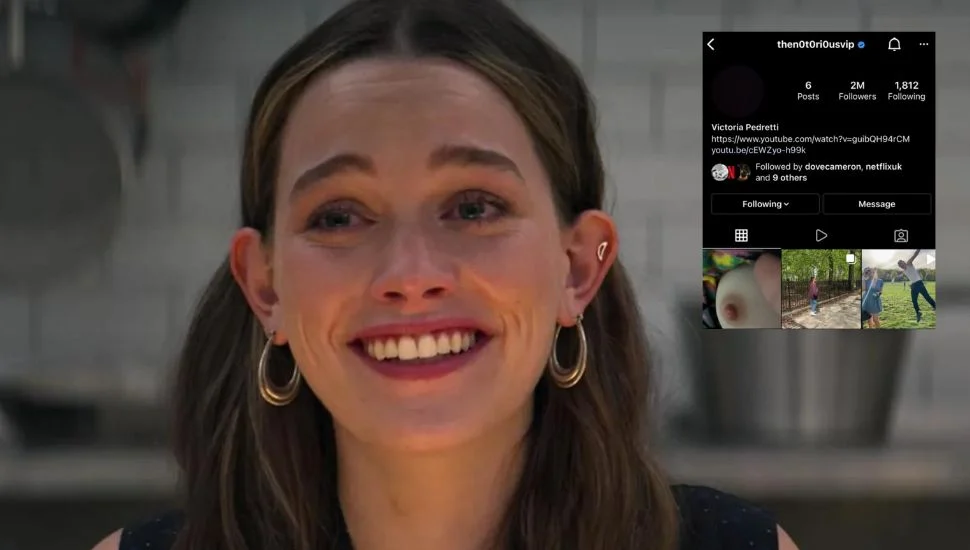 then0t0ri0usvip
6 2M 1,812
Posts Followers Following
Victoria Pedretti
https://www.youtube.com/watch?v=guibQH94rCM
youtu.be/cEWZyo-h99k
Followed by dovecameron, netflixuk
and 9 others
Following Message